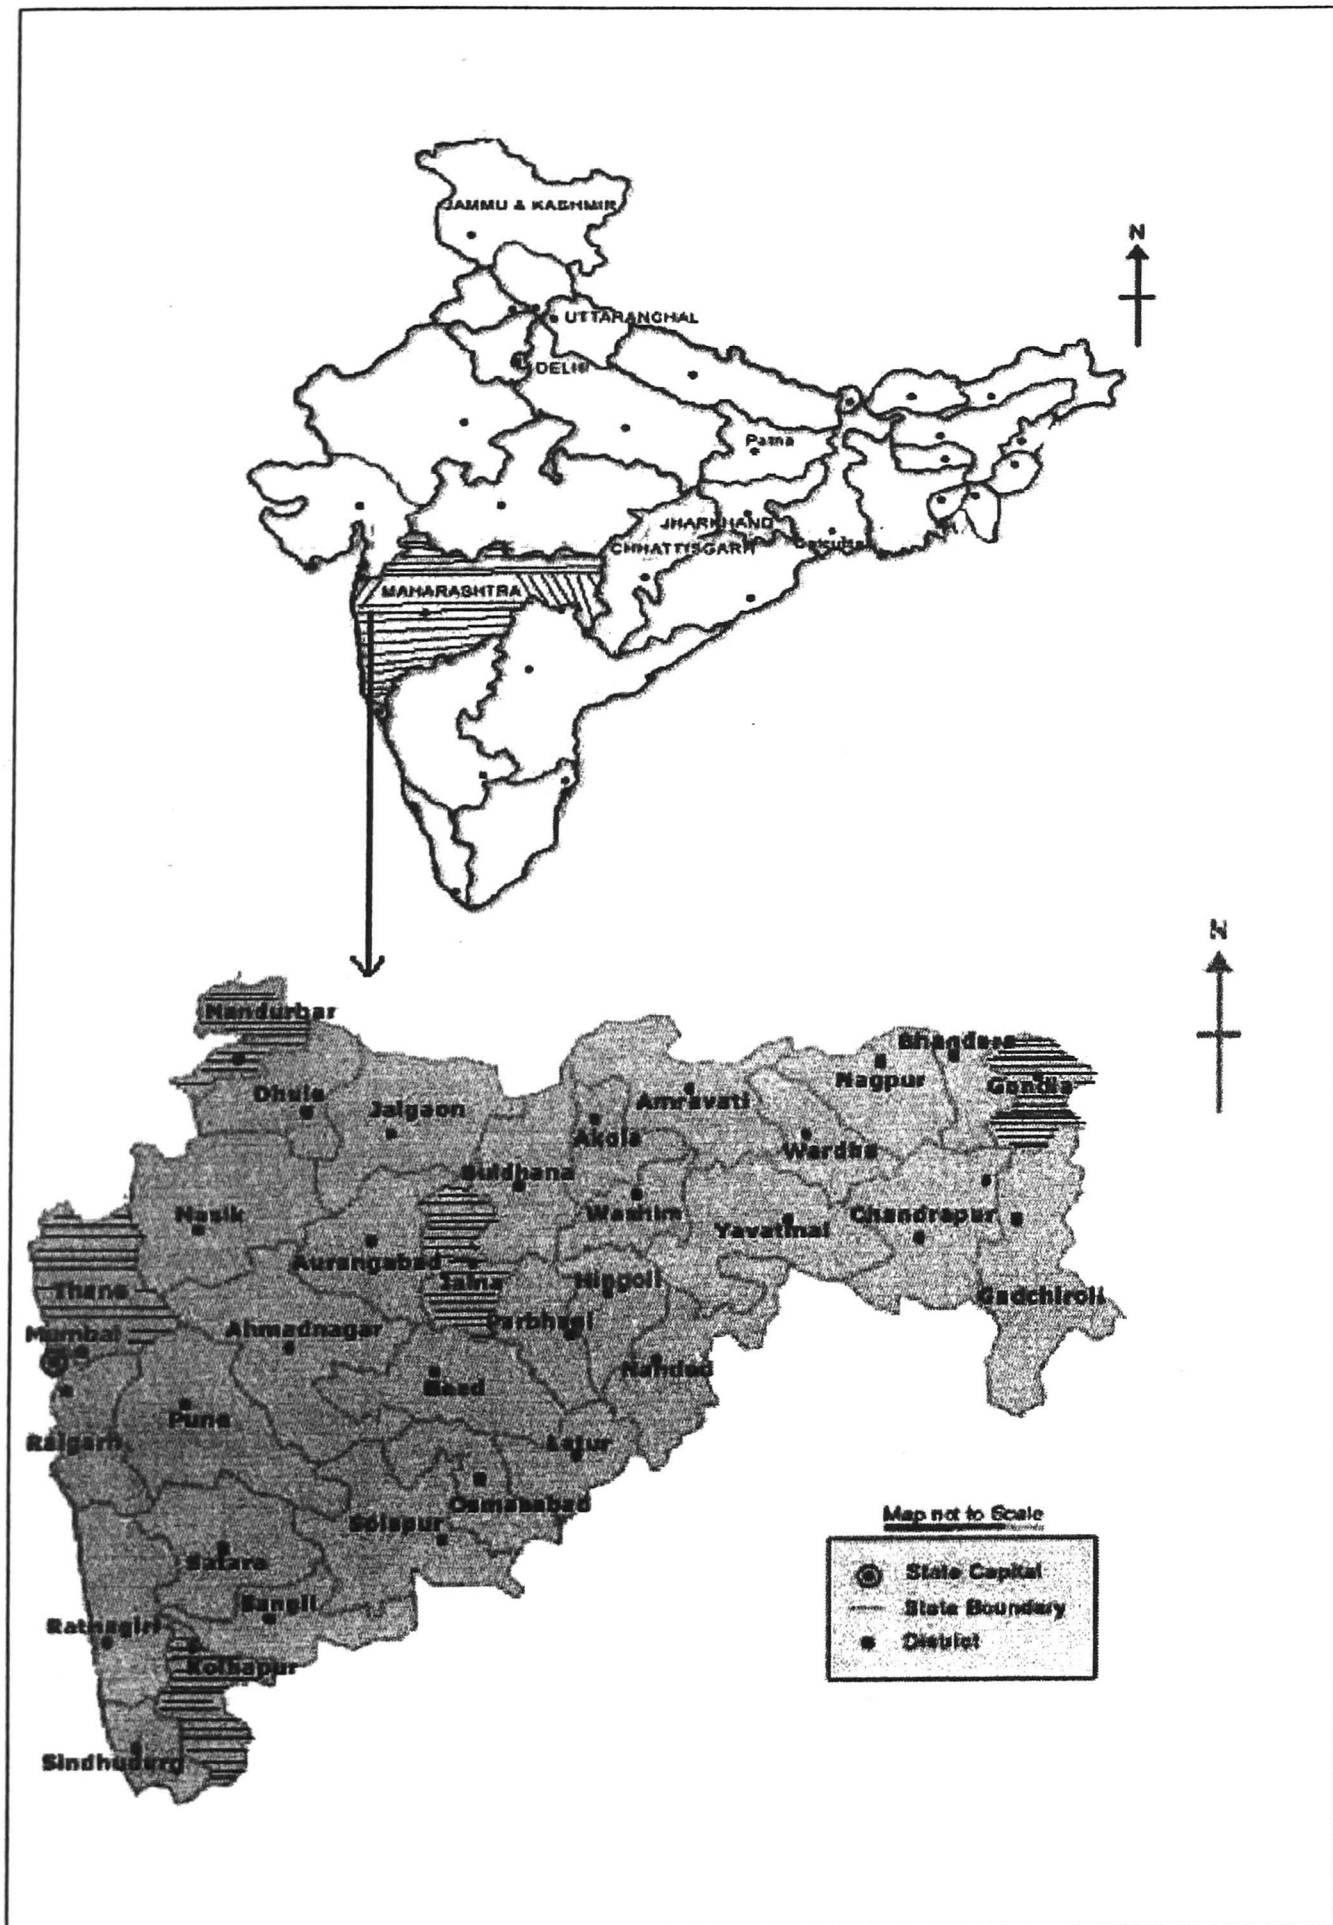 JAMMU & KASHMIR
N
UTTARANCHAL
DELHI
Patna
JHARKHAND
CHHATTISGARH
Calcutta
MAHARASHTRA
N
Nandurbar
Bhandara
Nagpur
Gondia
Dhule
Jalgaon
Amravati
Akola
Wardha
Buldhana
Nasik
Washim
Yavatmal
Chandrapur
Aurangabad
Jalna
Hingoli
Thane
Gadchiroli
Mumbai
Ahmadnagar
Parbhani
Nanded
Beed
Pune
Raigarh
Latur
Osmanabad
Solapur
Satara
Sangli
Ratnagiri
Kolhapur
Sindhudurg
Map not to Scale
State Capital
State Boundary
District